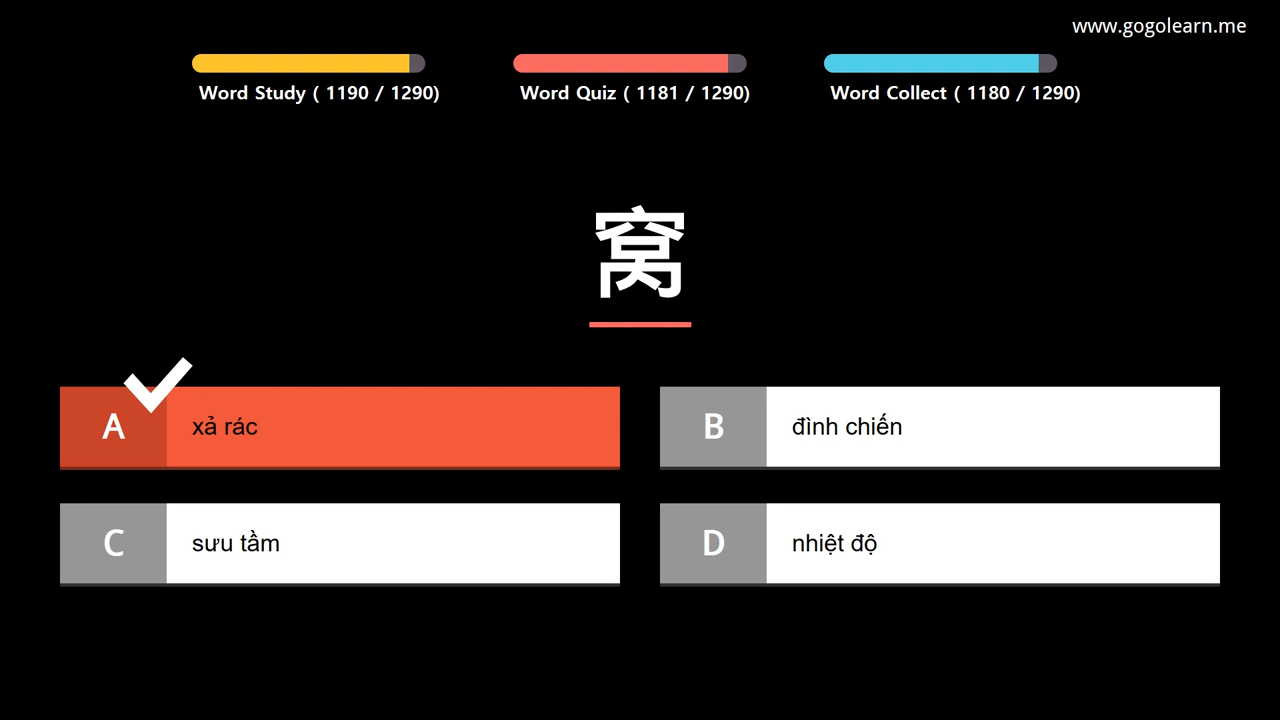 www.gogolearn.me
Word Study ( 1190 / 1290)
Word Quiz ( 1181 / 1290)
Word Collect ( 1180 / 1290)
窝
A xả rác
B đình chiến
C sưu tầm
D nhiệt độ